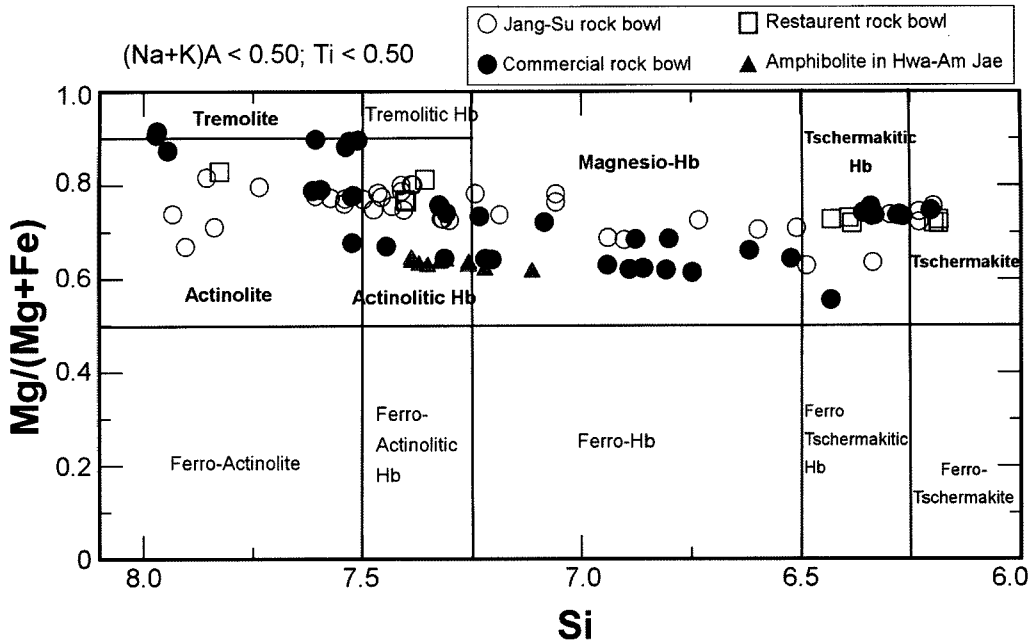 (Na+K)A < 0.50; Ti < 0.50
Jang-Su rock bowl
Restaurent rock bowl
Commercial rock bowl
Amphibolite in Hwa-Am Jae
Mg/(Mg+Fe)
1.0
0.8
0.6
0.4
0.2
0
Tremolite
Tremolitic Hb
Magnesio-Hb
Tschermakitic
Hb
Tschermakite
Actinolite
Actinolitic Hb
Ferro-Actinolite
Ferro-
Actinolitic
Hb
Ferro-Hb
Ferro
Tschermakitic
Hb
Ferro-
Tschermakite
8.0
7.5
7.0
6.5
6.0
Si